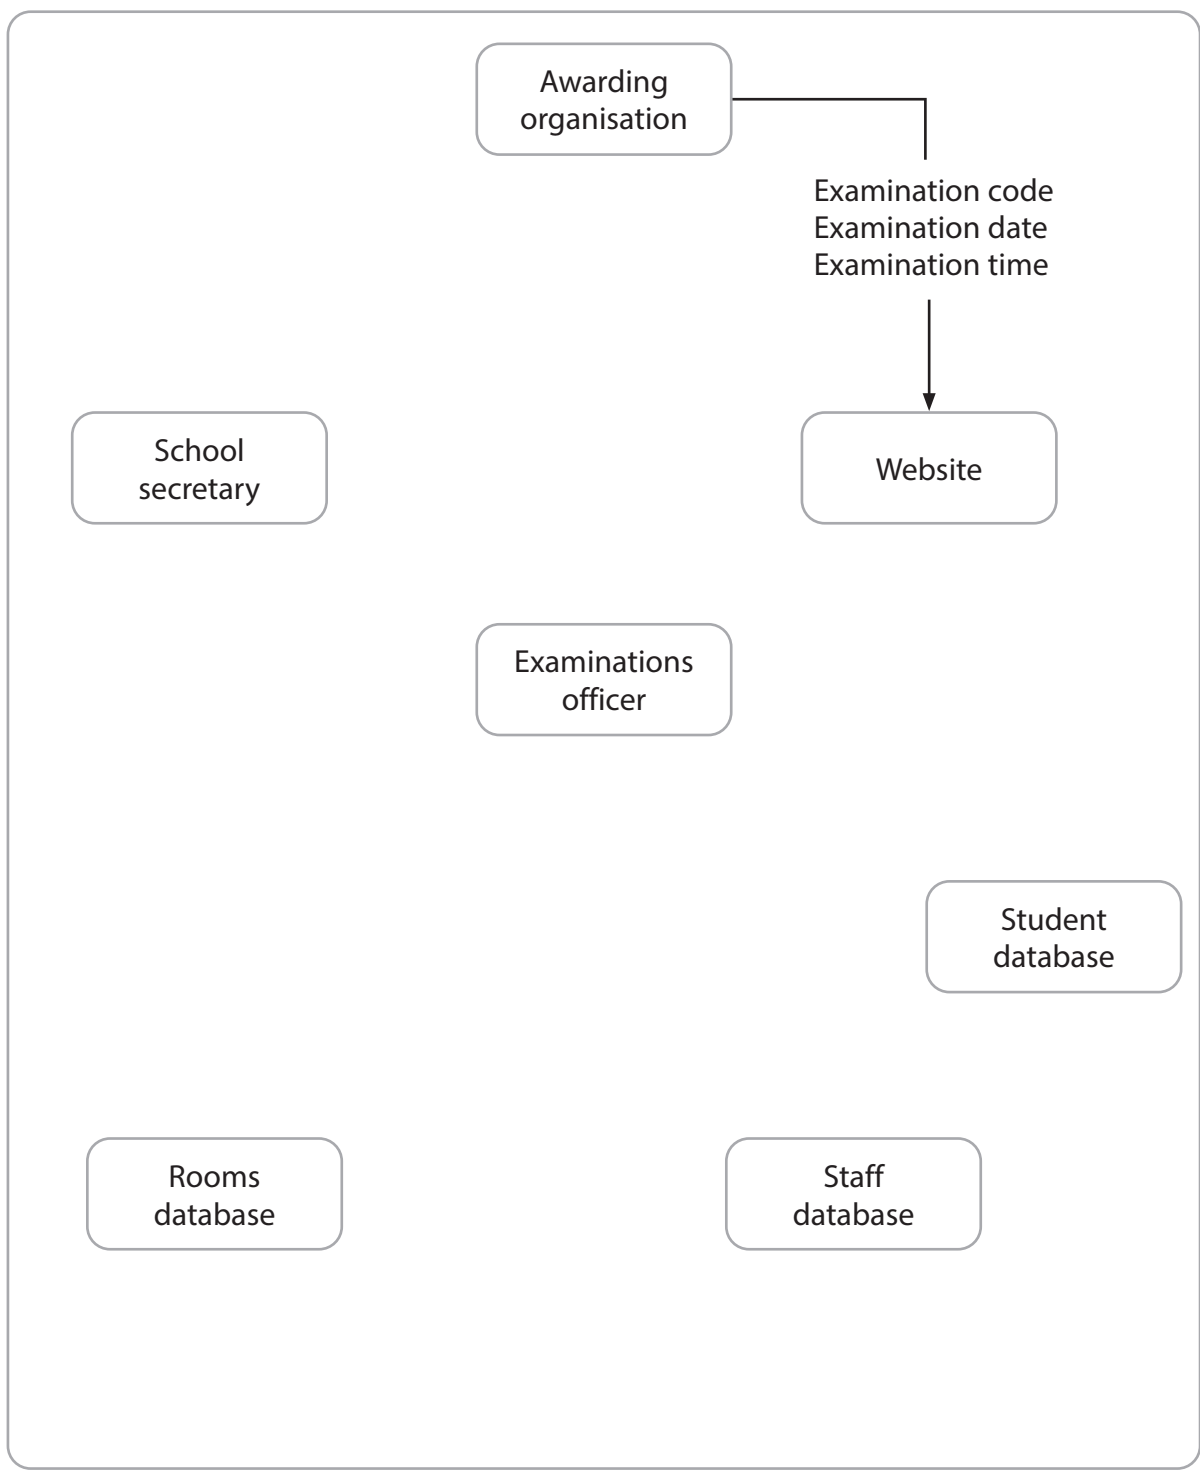 Awarding
organisation
Examination code
Examination date
Examination time
School
secretary
Website
Examinations
officer
Student
database
Rooms
database
Staff
database